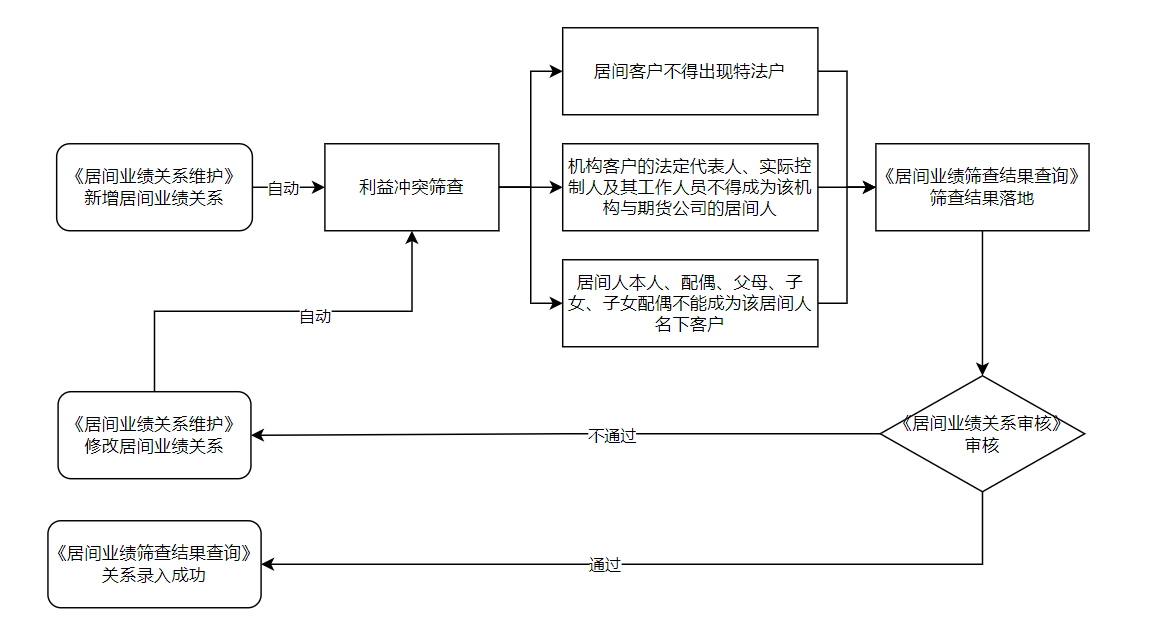 居间客户不得出现特法户
《居间业绩关系维护》
新增居间业绩关系
自动
利益冲突筛查
机构客户的法定代表人、实际控
制人及其工作人员不得成为该机
构与期货公司的居间人
《居间业绩筛查结果查询》
筛查结果落地
居间人本人、配偶、父母、子
女、子女配偶不能成为该居间人
名下客户
自动
《居间业绩关系维护》
修改居间业绩关系
不通过
《居间业绩关系审核》
审核
《居间业绩筛查结果查询》
关系录入成功
通过